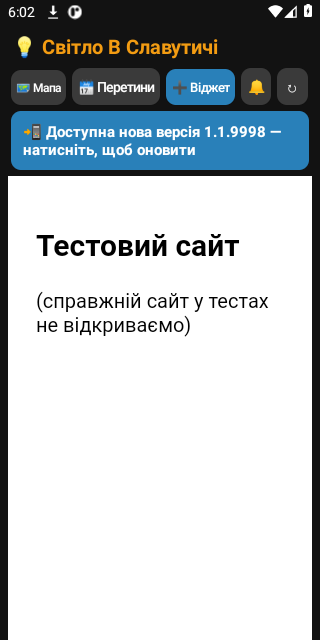 6:02
💡 Світло В Славутичі
🗺️ Мапа 📅 Перетини ➕ Віджет 🔔 ↻
📲 Доступна нова версія 1.1.9998 —
натисніть, щоб оновити
Тестовий сайт
(справжній сайт у тестах
не відкриваємо)